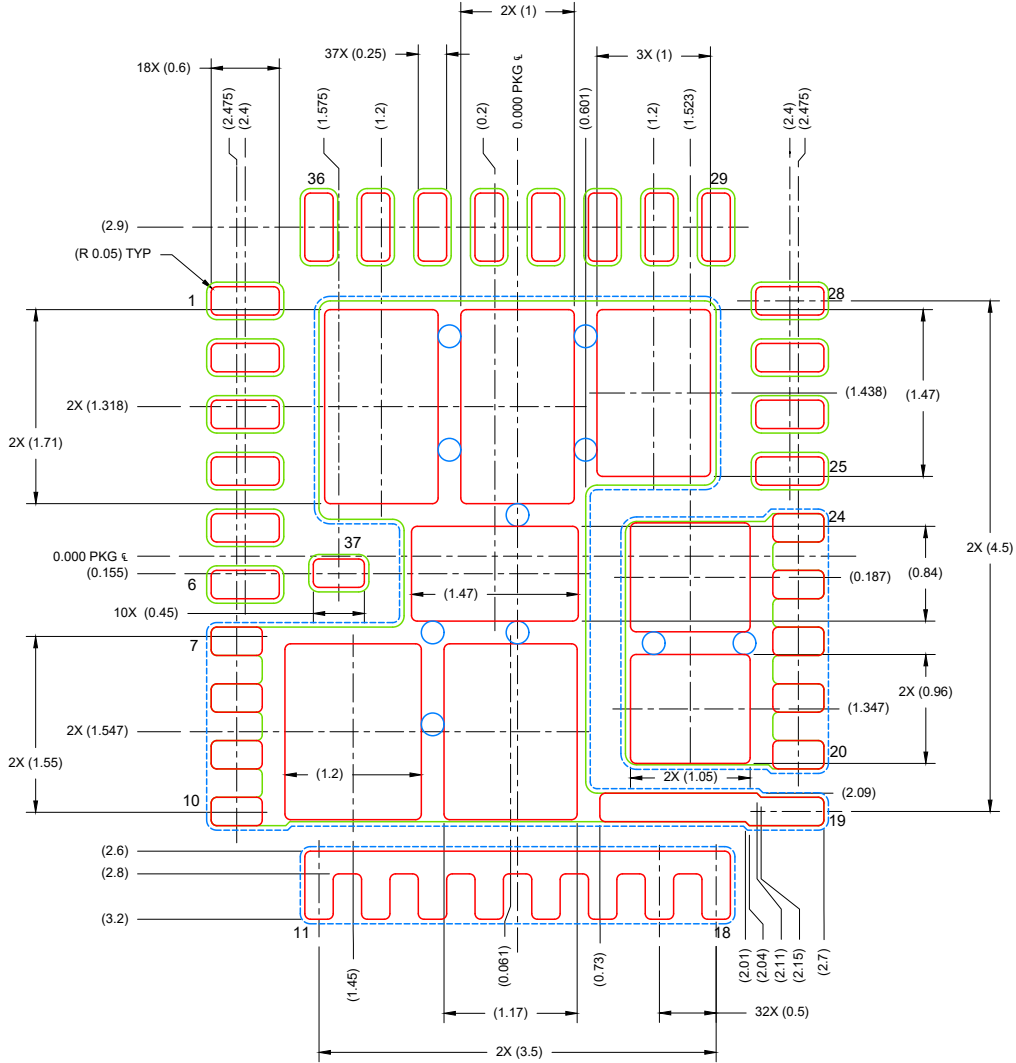 2X (1)
37X (0.25)
3X (1)
18X (0.6)
(2.475)
(2.4)
(1.575)
(1.2)
(0.2)
0.000 PKG ℄
(0.601)
(1.2)
(1.523)
(2.4)
(2.475)
36
29
(2.9)
(R 0.05) TYP
1
28
(1.438)
(1.47)
2X (1.318)
2X (1.71)
25
24
37
0.000 PKG ℄
(0.155)
2X (4.5)
(0.187)
(0.84)
6
(1.47)
10X (0.45)
7
2X (0.96)
(1.347)
2X (1.547)
2X (1.55)
20
(1.2)
2X (1.05)
(2.09)
10
19
(2.6)
(2.8)
(3.2)
11
18
(1.45)
(0.061)
(0.73)
(2.01)
(2.04)
(2.11)
(2.15)
(2.7)
(1.17)
32X (0.5)
2X (3.5)